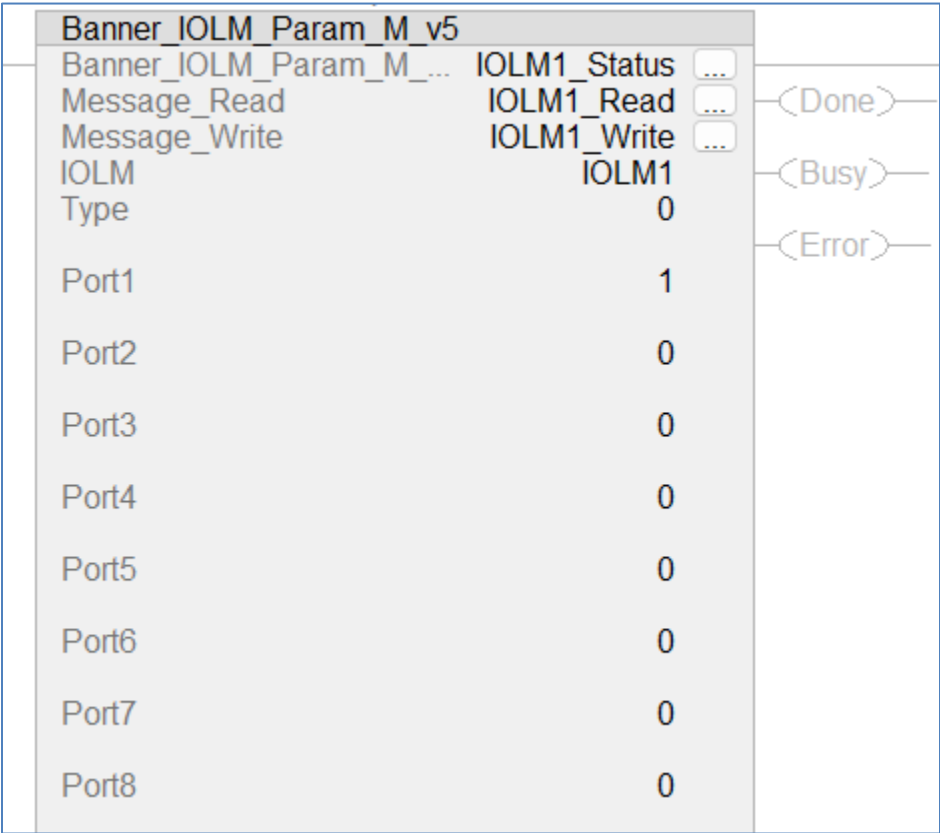 Banner_IOLM_Param_M_v5
Banner_IOLM_Param_M_... IOLM1_Status ...
Message_Read IOLM1_Read ... (Done)
Message_Write IOLM1_Write ...
IOLM IOLM1 (Busy)
Type 0
(Error)
Port1 1
Port2 0
Port3 0
Port4 0
Port5 0
Port6 0
Port7 0
Port8 0